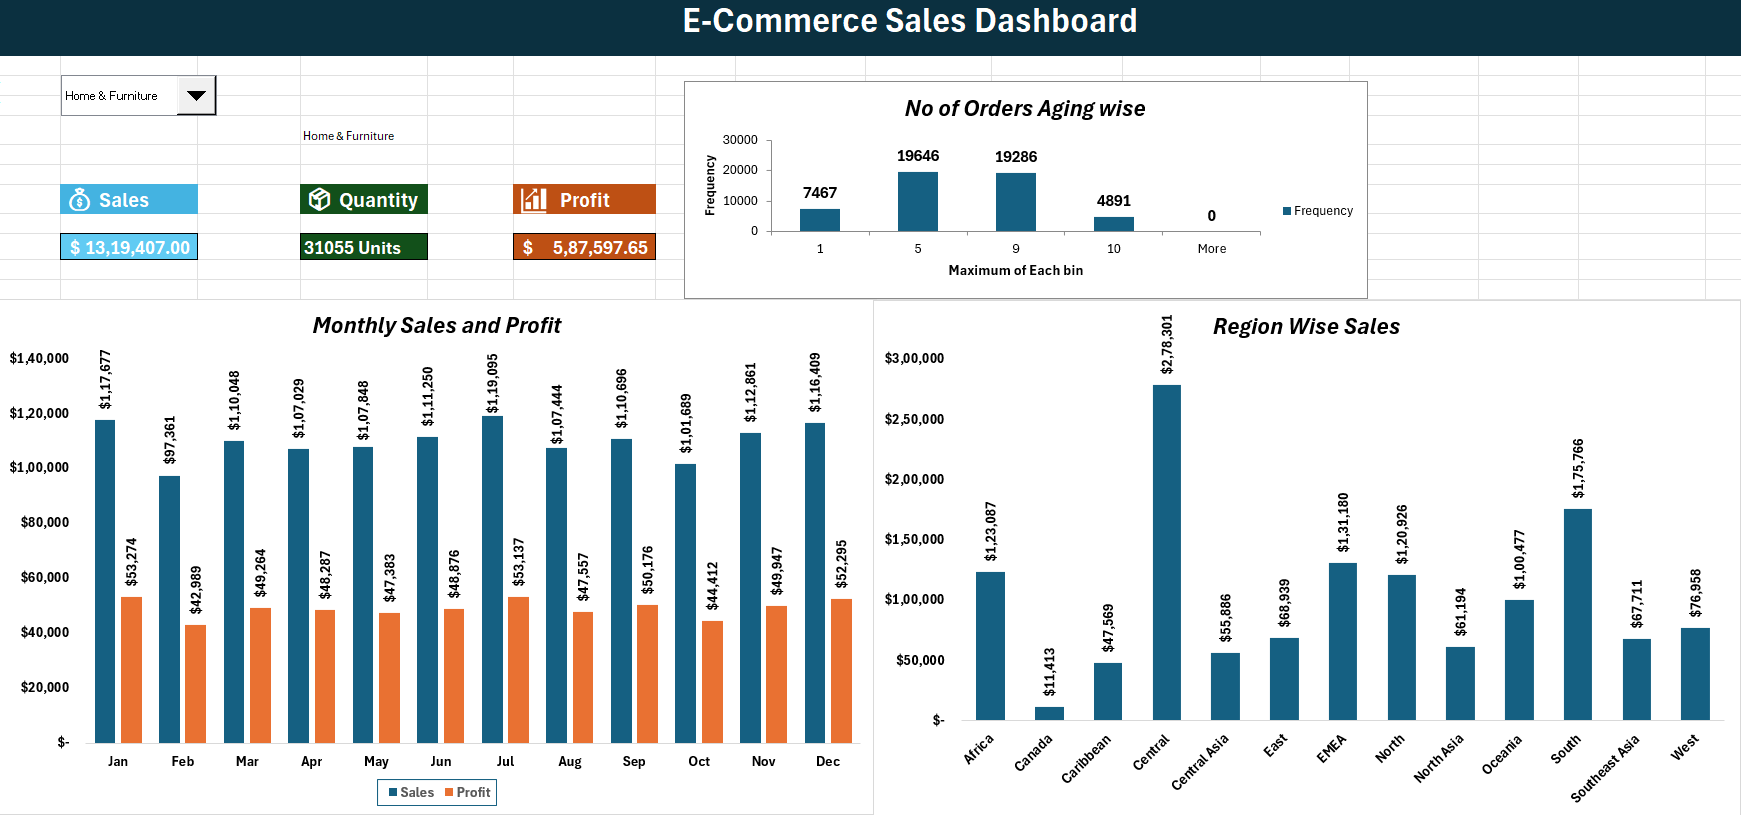 E-Commerce Sales Dashboard
Home & Furniture
Home & Furniture
Sales
Quantity
Profit
$ 13,19,407.00
31055 Units
$ 5,87,597.65
No of Orders Aging wise
Frequency
30000
20000
10000
0
7467
19646
19286
4891
0
1
5
9
10
More
Maximum of Each bin
Frequency
Monthly Sales and Profit
$1,40,000
$1,20,000
$1,00,000
$80,000
$60,000
$40,000
$20,000
$-
$1,17,677
$53,274
$97,361
$42,989
$1,10,048
$49,264
$1,07,029
$48,287
$1,07,848
$47,383
$1,11,250
$48,876
$1,19,095
$53,137
$1,07,444
$47,557
$1,10,696
$50,176
$1,01,689
$44,412
$1,12,861
$49,947
$1,16,409
$52,295
Jan
Feb
Mar
Apr
May
Jun
Jul
Aug
Sep
Oct
Nov
Dec
Sales
Profit
Region Wise Sales
$3,00,000
$2,50,000
$2,00,000
$1,50,000
$1,00,000
$50,000
$-
$1,23,087
$11,413
$47,569
$2,78,301
$55,886
$68,939
$1,31,180
$1,20,926
$61,194
$1,00,477
$1,75,766
$67,711
$76,958
Africa
Canada
Caribbean
Central
Central Asia
East
EMEA
North
North Asia
Oceania
South
Southeast Asia
West